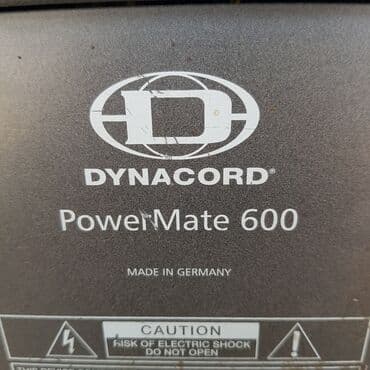 D
DYNACORD®
PowerMate 600
MADE IN GERMANY
CAUTION
RISK OF ELECTRIC SHOCK
DO NOT OPEN